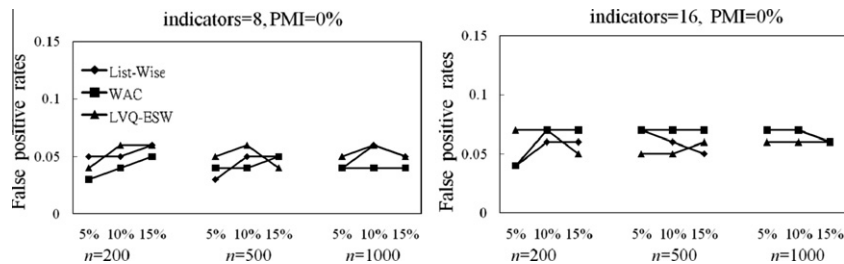 indicators=8, PMI=0%
False positive rates
0.15
0.1
0.05
0
List-Wise
WAC
LVQ-ESW
5% 10% 15% 5% 10% 15% 5% 10% 15%
n=200 n=500 n=1000
indicators=16, PMI=0%
False positive rates
0.15
0.1
0.05
0
5% 10% 15% 5% 10% 15% 5% 10% 15%
n=200 n=500 n=1000